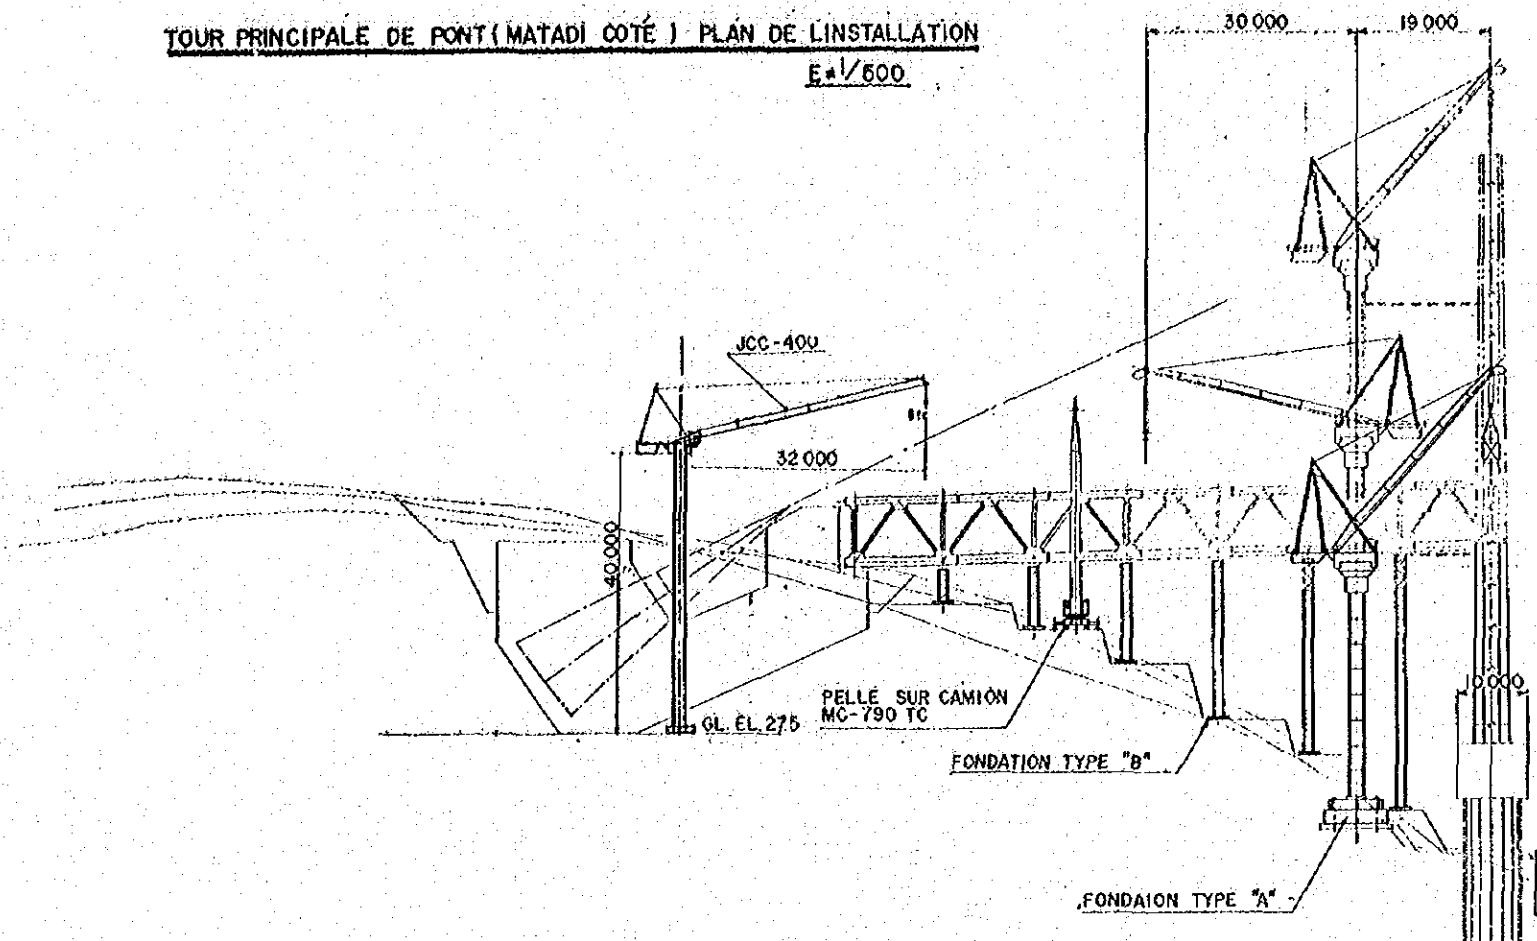 TOUR PRINCIPALE DE PONT (MATADI COTÉ) PLAN DE LINSTALLATION
E=1/500
30 000
19 000
JCC-400
32 000
40,000
GL. EL. 275
PELLE SUR CAMION
MC-790 TC
FONDATION TYPE "B"
10 000
FONDAION TYPE "A"